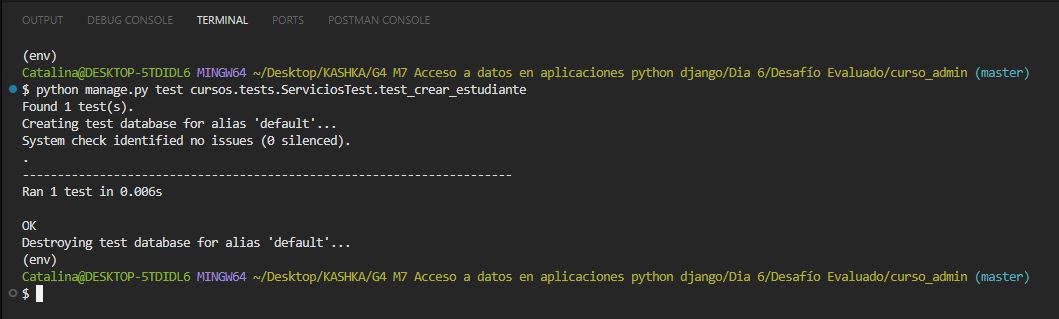 OUTPUT DEBUG CONSOLE TERMINAL PORTS POSTMAN CONSOLE
(env)
Catalina@DESKTOP-5TDIDL6 MINGW64 ~/Desktop/KASHKA/G4 M7 Acceso a datos en aplicaciones python django/Dia 6/Desafío Evaluado/curso_admin (master)
$ python manage.py test cursos.tests.ServiciosTest.test_crear_estudiante
Found 1 test(s).
Creating test database for alias 'default'...
System check identified no issues (0 silenced).
.
----------------------------------------------------------------------
Ran 1 test in 0.006s
OK
Destroying test database for alias 'default'...
(env)
Catalina@DESKTOP-5TDIDL6 MINGW64 ~/Desktop/KASHKA/G4 M7 Acceso a datos en aplicaciones python django/Dia 6/Desafío Evaluado/curso_admin (master)
$